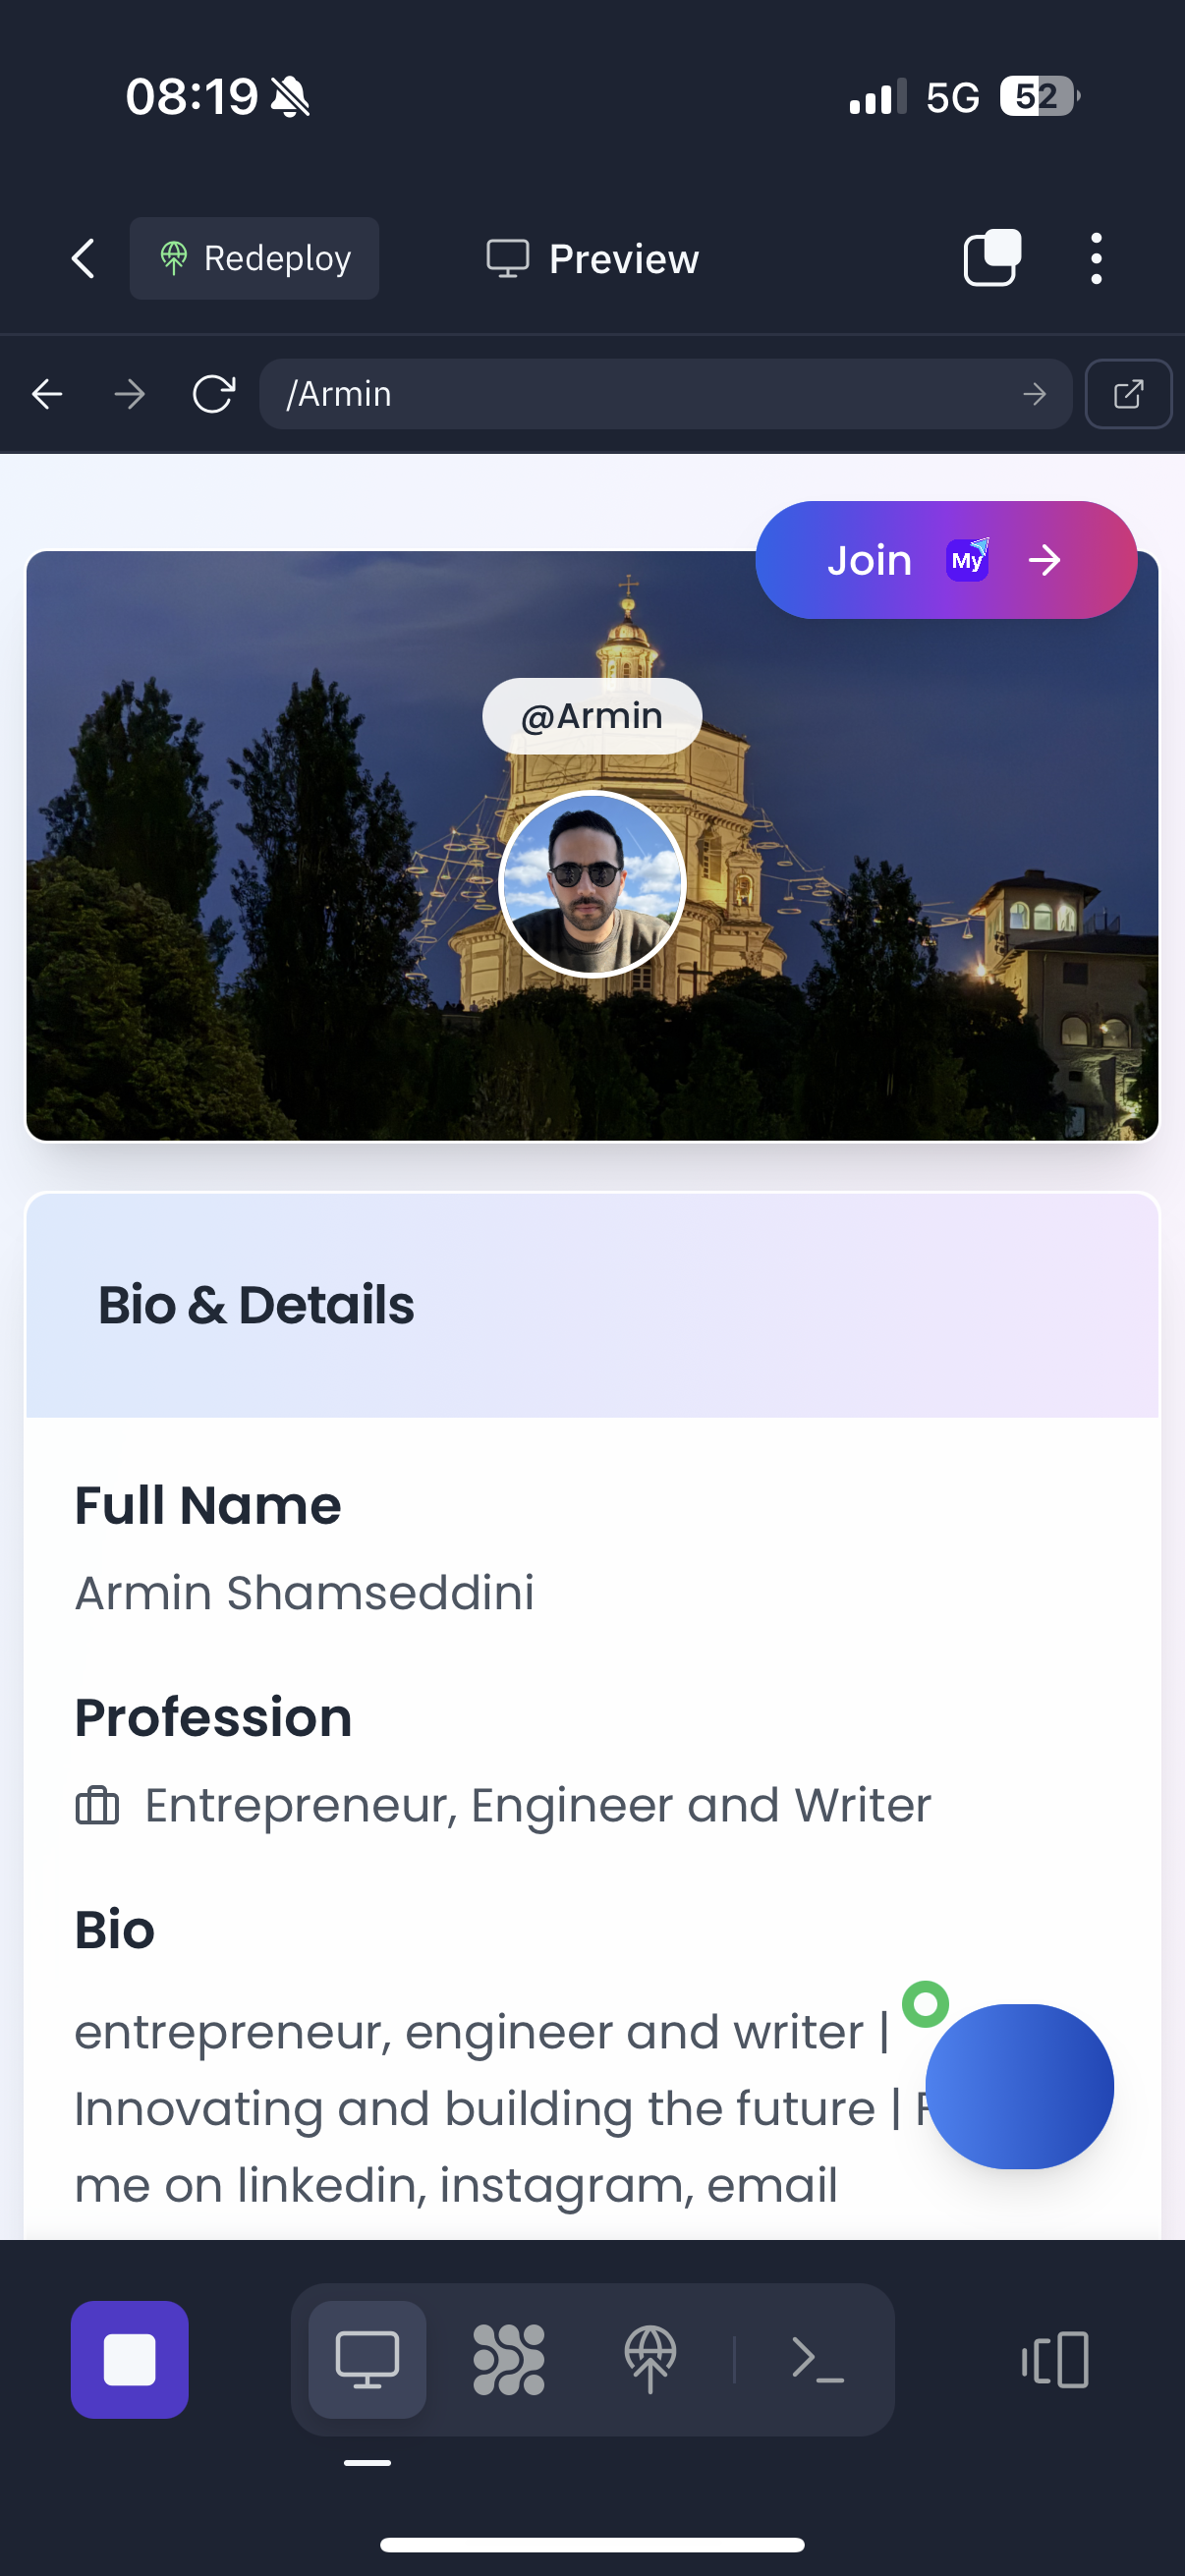 08:19
5G 52
Redeploy
Preview
/Armin
Join My
@Armin
Bio & Details
Full Name
Armin Shamseddini
Profession
Entrepreneur, Engineer and Writer
Bio
entrepreneur, engineer and writer |
Innovating and building the future |
me on linkedin, instagram, email